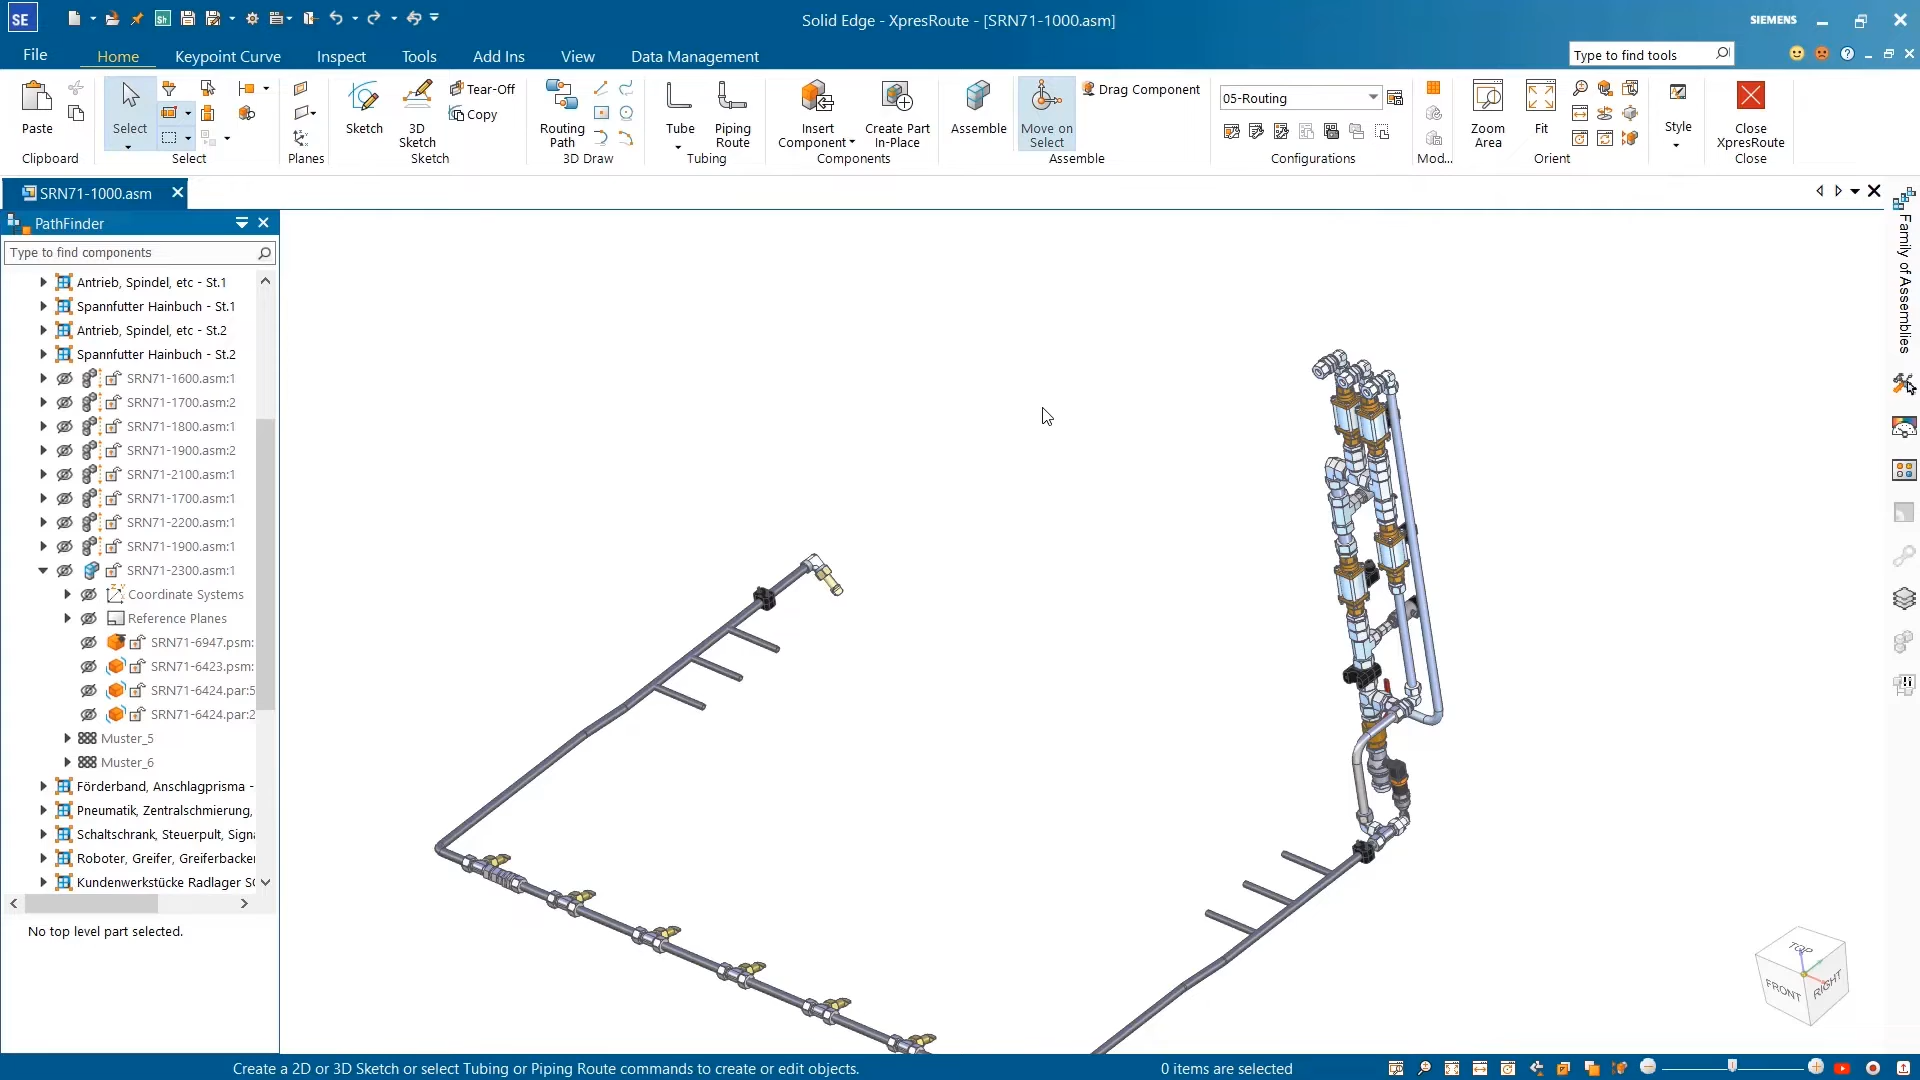 SE
Sh
Solid Edge - XpresRoute - [SRN71-1000.asm]
SIEMENS
File
Home
Keypoint Curve
Inspect
Tools
Add Ins
View
Data Management
Type to find tools
Paste
Clipboard
Select
Select
Planes
Sketch
3D
Sketch
Tear-Off
Copy
Sketch
Routing
Path
3D Draw
Tube
Piping
Route
Tubing
Insert
Component
Create Part
In-Place
Components
Assemble
Move on
Select
Drag Component
Assemble
05-Routing
Configurations
Mod...
Zoom
Area
Fit
Orient
Style
Close
XpresRoute
Close
SRN71-1000.asm
PathFinder
Type to find components
Antrieb, Spindel, etc - St.1
Spannfutter Hainbuch - St.1
Antrieb, Spindel, etc - St.2
Spannfutter Hainbuch - St.2
SRN71-1600.asm:1
SRN71-1700.asm:2
SRN71-1800.asm:1
SRN71-1900.asm:2
SRN71-2100.asm:1
SRN71-1700.asm:1
SRN71-2200.asm:1
SRN71-1900.asm:1
SRN71-2300.asm:1
Coordinate Systems
Reference Planes
SRN71-6947.psm:
SRN71-6423.psm:
SRN71-6424.par:5
SRN71-6424.par:2
Muster_5
Muster_6
Förderband, Anschlagprisma -
Pneumatik, Zentralschmierung,
Schaltschrank, Steuerpult, Signa
Roboter, Greifer, Greiferbacken
Kundenwerkstücke Radlager SC
No top level part selected.
Family of Assemblies
TOP
FRONT
RIGHT
Create a 2D or 3D Sketch or select Tubing or Piping Route commands to create or edit objects.
0 items are selected